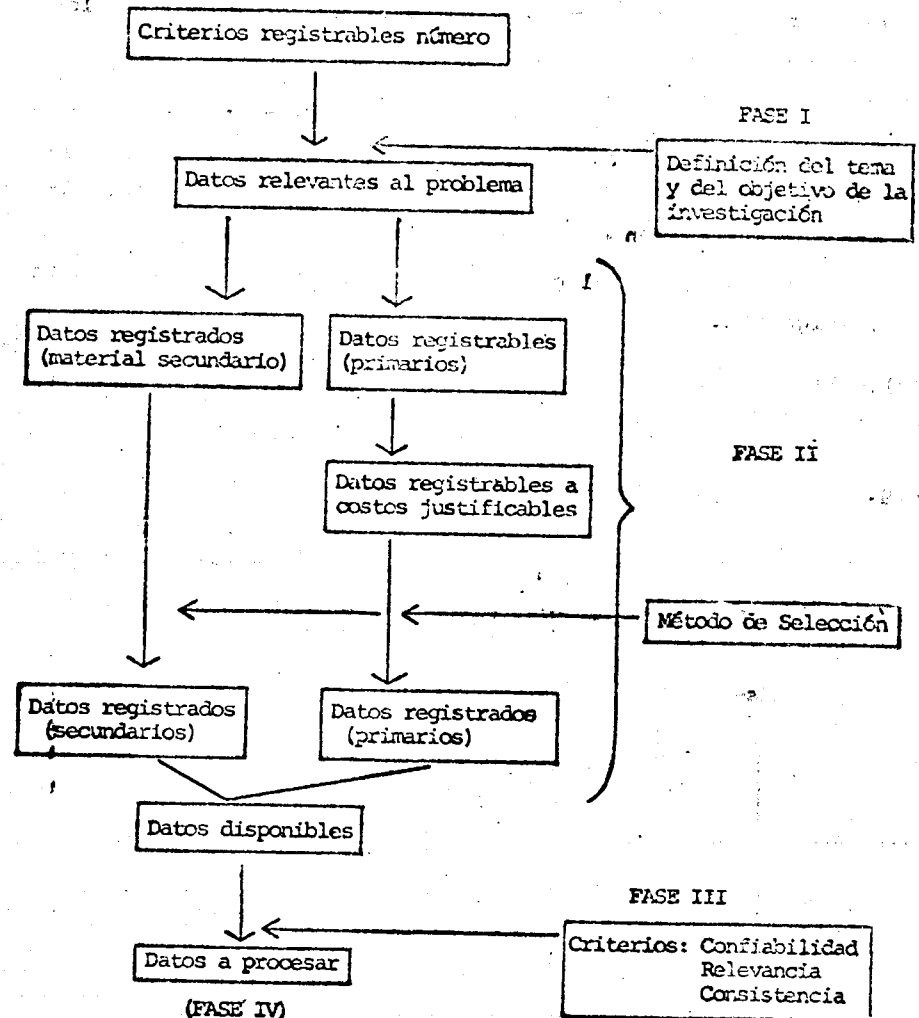 Criterios registrables número
FASE I
Definición del tema
y del objetivo de la
investigación
Datos relevantes al problema
Datos registrados
(material secundario)
Datos registrables
(primarios)
FASE II
Datos registrables a
costos justificables
Método de Selección
Datos registrados
(secundarios)
Datos registrados
(primarios)
Datos disponibles
FASE III
Criterios: Confiabilidad
Relevancia
Consistencia
Datos a procesar
(FASE IV)